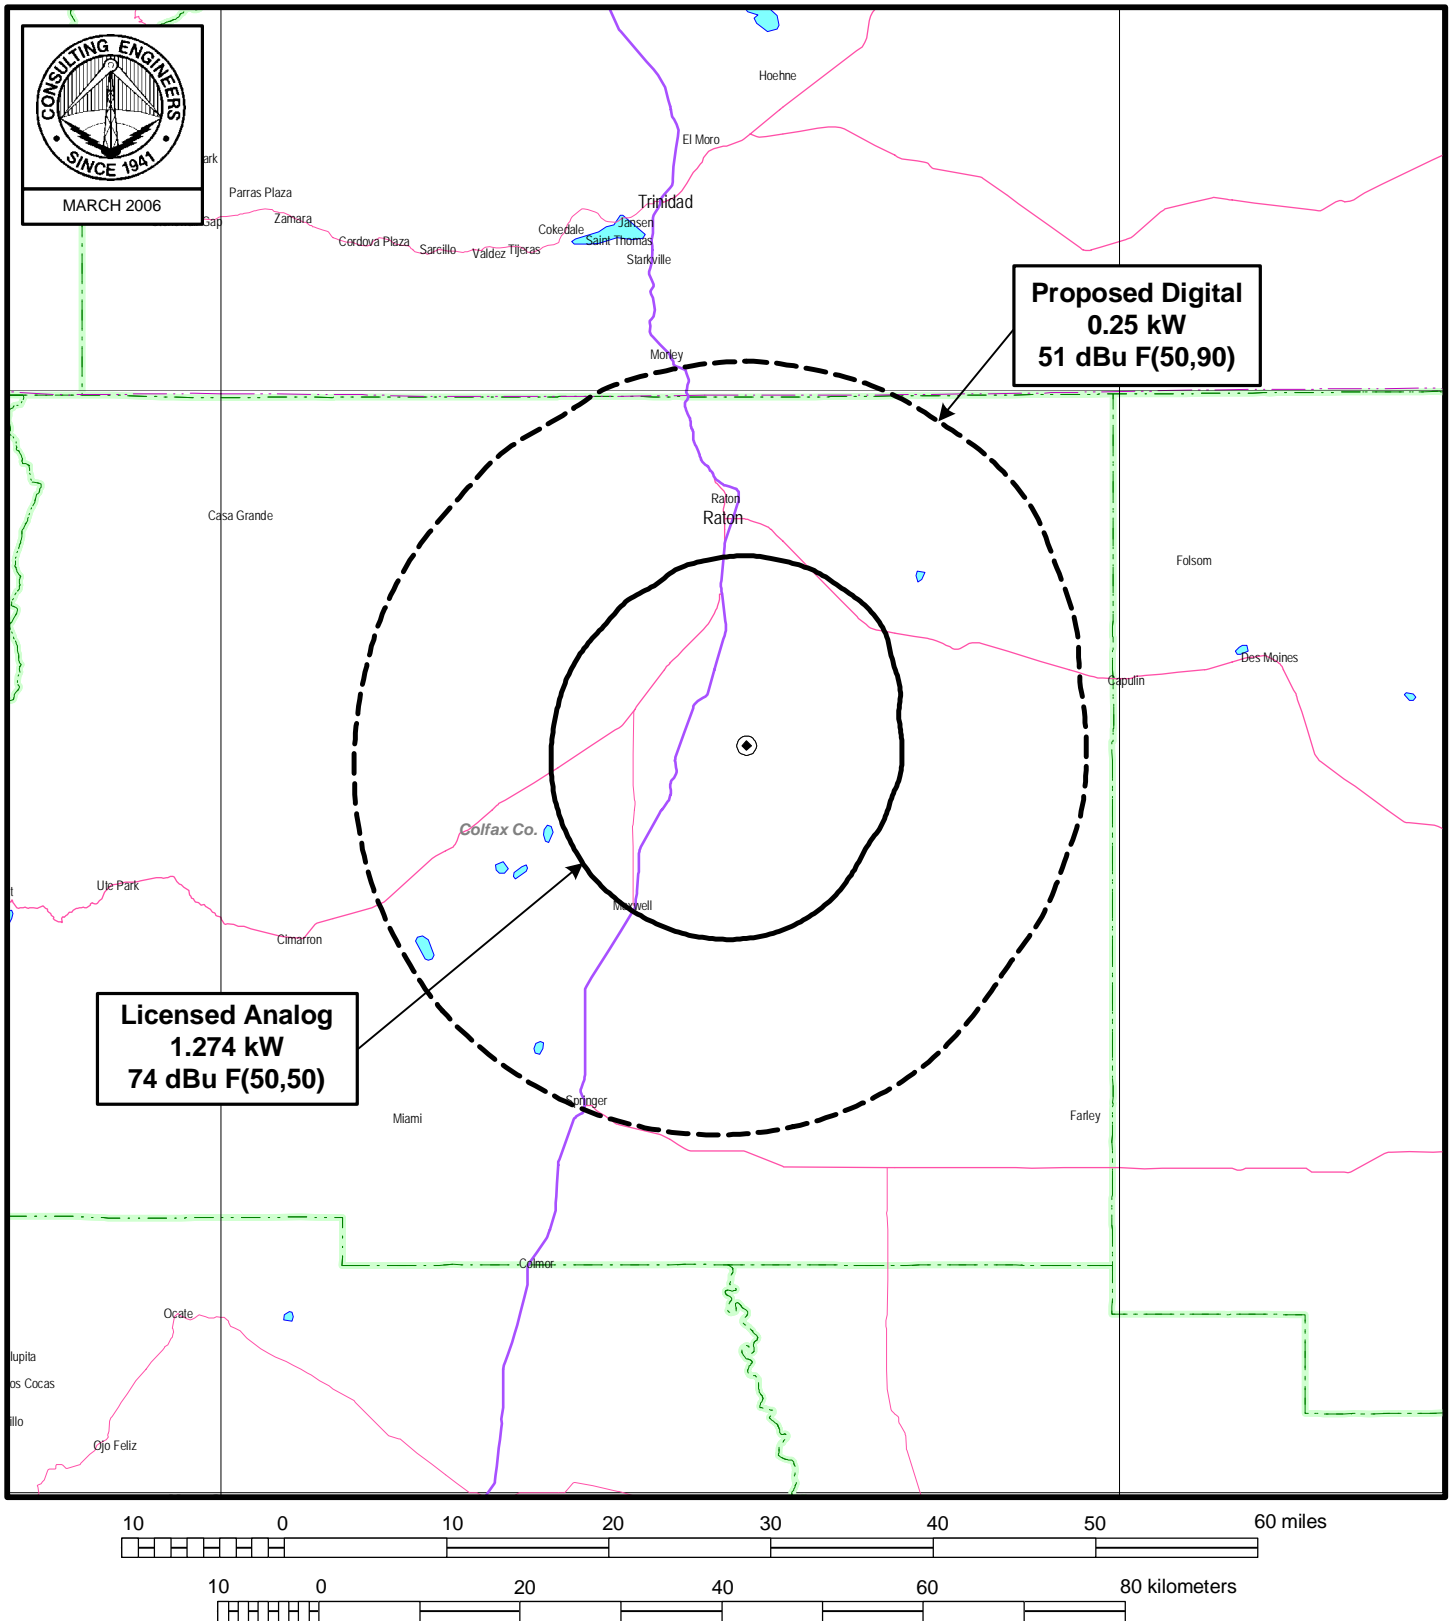 CONSULTING ENGINEERS
SINCE 1941
MARCH 2006
Hoehne
El Moro
ark
Parras Plaza
Trinidad
Gap
Zamara
Jansen
Cokedale
Cordova Plaza
Sarcillo
Valdez
Tijeras
Saint Thomas
Starkville
Proposed Digital
0.25 kW
51 dBu F(50,90)
Morley
Raton
Raton
Casa Grande
Folsom
Des Moines
Capulin
Colfax Co.
Ute Park
t
Maxwell
Cimarron
Licensed Analog
1.274 kW
74 dBu F(50,50)
Springer
Miami
Farley
Colmor
Ocate
lupita
os Cocas
illo
Ojo Feliz
10 0 10 20 30 40 50 60 miles
10 0 20 40 60 80 kilometers